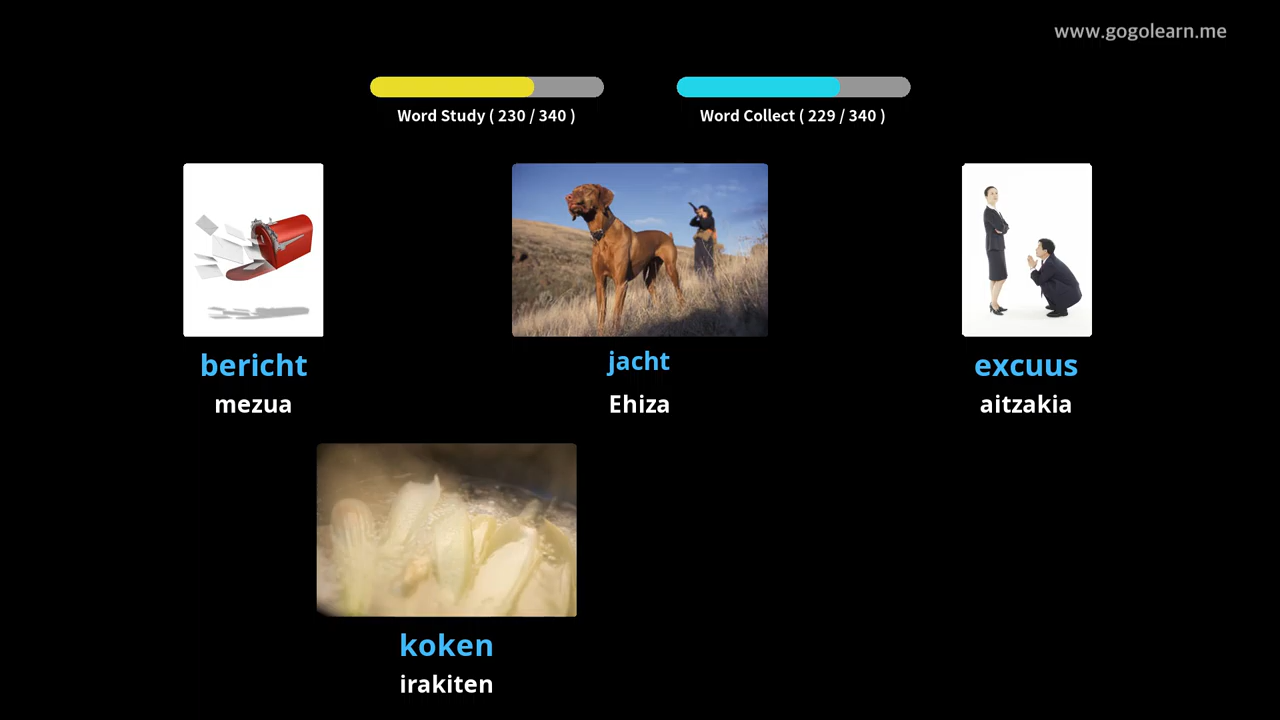 www.gogolearn.me
Word Study ( 230 / 340 )
Word Collect ( 229 / 340 )
bericht
mezua
jacht
Ehiza
excuus
aitzakia
koken
irakiten